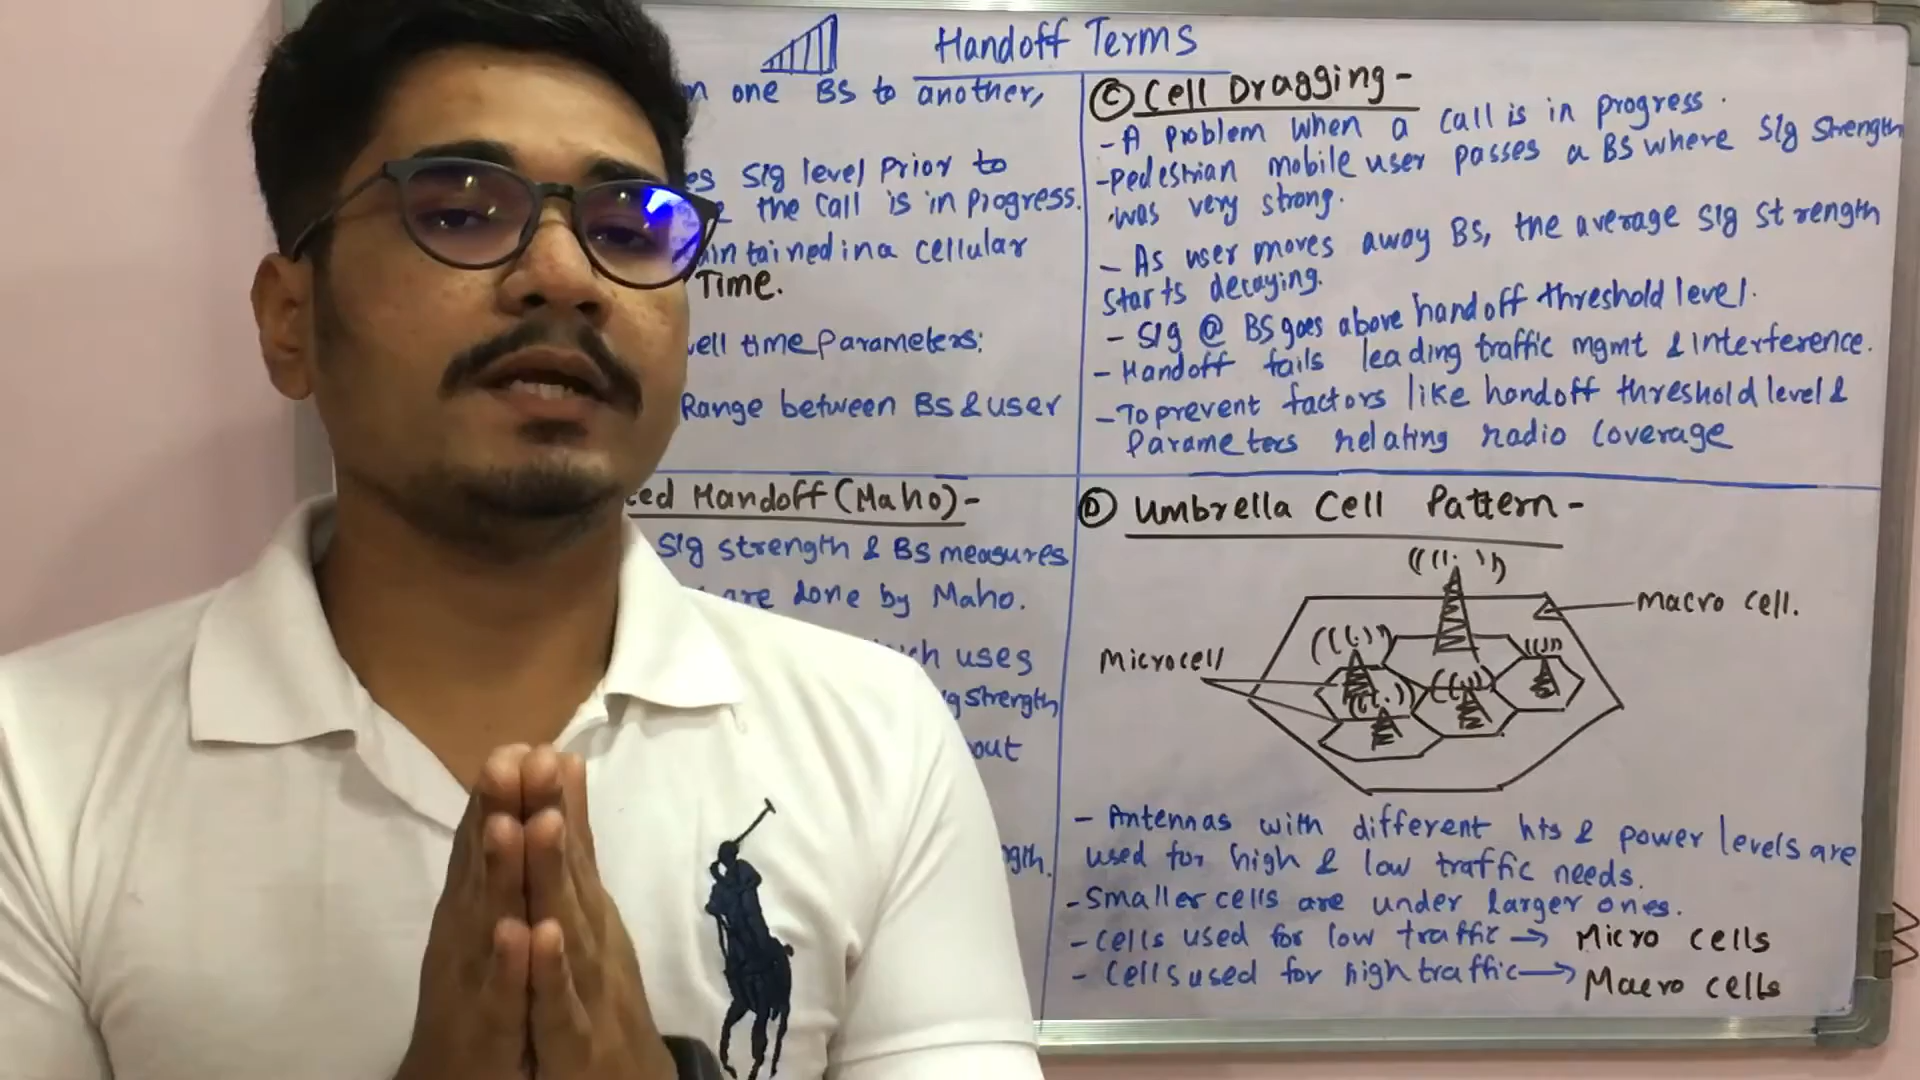 Handoff Terms
one BS to another,
sig level prior to
the call is in progress.
in a cellular
Time.
time Parameters:
Range between BS & user
Handoff (Maho)-
Sig strength & BS measures
are done by Maho.
uses
Strength
out
C Cell Dragging-
- A problem when a call is in progress.
-Pedestrian mobile user passes a BS where Sig Strength
was very strong.
- As user moves away BS, the average sig strength
starts decaying.
- Sig @ BS goes above handoff threshold level.
- Handoff fails leading traffic mgmt & interference.
-To prevent factors like handoff threshold level &
Parameters relating radio coverage
D Umbrella Cell Pattern-
Macro cell.
Microcell
- Antennas with different hts & power levels are
used for high & low traffic needs.
-Smaller cells are under larger ones.
- Cells used for low traffic → Micro cells
- Cells used for high traffic → Macro cells